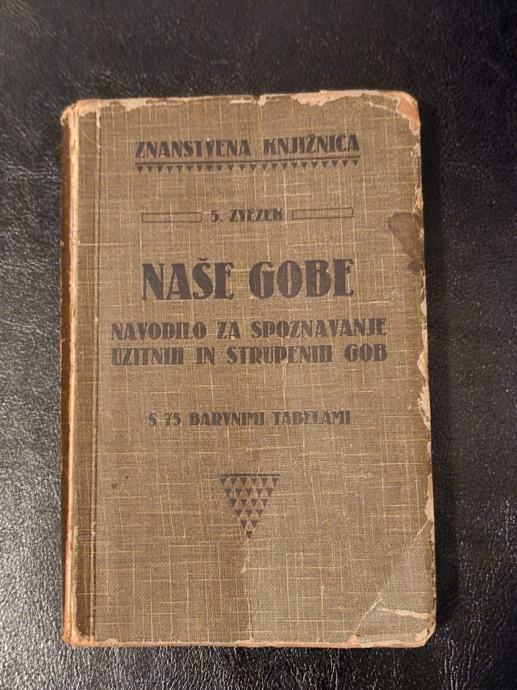 ZNANSTVENA KNJIŽNICA
5. ZVEZEK
NAŠE GOBE
NAVODILO ZA SPOZNAVANJE
UŽITNIH IN STRUPENIH GOB
S 75 BARVNIMI TABELAMI